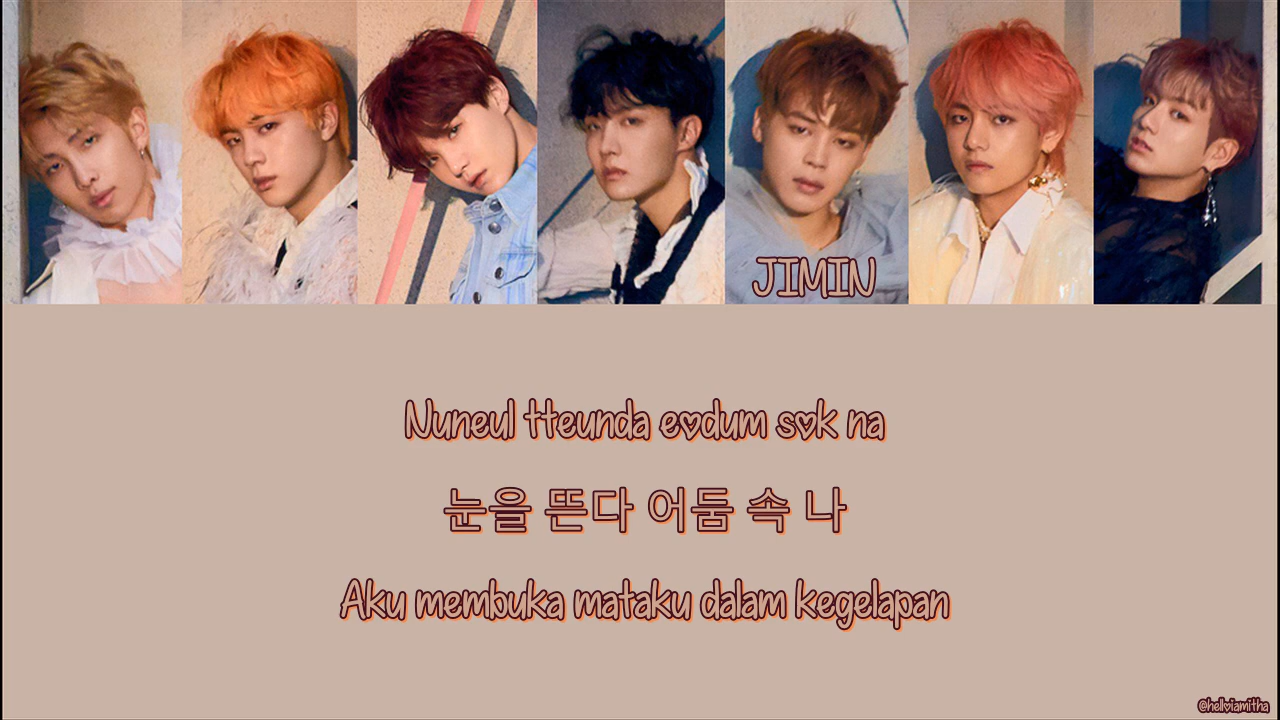 JIMIN
Nuneul tteunda eodum sok na
눈을 뜬다 어둠 속 나
Aku membuka mataku dalam kegelapan
@helloiamitha